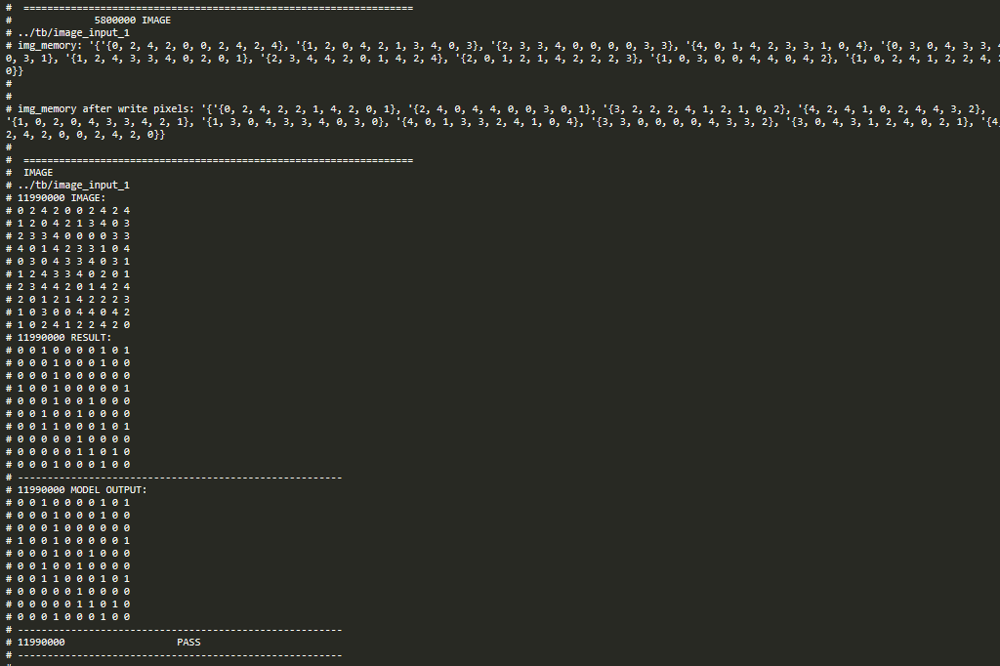 #  ==================================================================
#              5800000 IMAGE
# ../tb/image_input_1
# img_memory: '{'{0, 2, 4, 2, 0, 0, 2, 4, 2, 4}, '{1, 2, 0, 4, 2, 1, 3, 4, 0, 3}, '{2, 3, 3, 4, 0, 0, 0, 0, 3, 3}, '{4, 0, 1, 4, 2, 3, 3, 1, 0, 4}, '{0, 3, 0, 4, 3, 3, 4
0, 3, 1}, '{1, 2, 4, 3, 3, 4, 0, 2, 0, 1}, '{2, 3, 4, 4, 2, 0, 1, 4, 2, 4}, '{2, 0, 1, 2, 1, 4, 2, 2, 2, 3}, '{1, 0, 3, 0, 0, 4, 4, 0, 4, 2}, '{1, 0, 2, 4, 1, 2, 2, 4, 2
0}}
#
#
# img_memory after write pixels: '{'{0, 2, 4, 2, 2, 1, 4, 2, 0, 1}, '{2, 4, 0, 4, 4, 0, 0, 3, 0, 1}, '{3, 2, 2, 2, 4, 1, 2, 1, 0, 2}, '{4, 2, 4, 1, 0, 2, 4, 4, 3, 2},
'{1, 0, 2, 0, 4, 3, 3, 4, 2, 1}, '{1, 3, 0, 4, 3, 3, 4, 0, 3, 0}, '{4, 0, 1, 3, 3, 2, 4, 1, 0, 4}, '{3, 3, 0, 0, 0, 0, 4, 3, 3, 2}, '{3, 0, 4, 3, 1, 2, 4, 0, 2, 1}, '{4,
2, 4, 2, 0, 0, 2, 4, 2, 0}}
#
#  ==================================================================
#  IMAGE
# ../tb/image_input_1
# 11990000 IMAGE:
# 0 2 4 2 0 0 2 4 2 4
# 1 2 0 4 2 1 3 4 0 3
# 2 3 3 4 0 0 0 0 3 3
# 4 0 1 4 2 3 3 1 0 4
# 0 3 0 4 3 3 4 0 3 1
# 1 2 4 3 3 4 0 2 0 1
# 2 3 4 4 2 0 1 4 2 4
# 2 0 1 2 1 4 2 2 2 3
# 1 0 3 0 0 4 4 0 4 2
# 1 0 2 4 1 2 2 4 2 0
# 11990000 RESULT:
# 0 0 1 0 0 0 0 1 0 1
# 0 0 0 1 0 0 0 1 0 0
# 0 0 0 1 0 0 0 0 0 0
# 1 0 0 1 0 0 0 0 0 1
# 0 0 0 1 0 0 1 0 0 0
# 0 0 1 0 0 1 0 0 0 0
# 0 0 1 1 0 0 0 1 0 1
# 0 0 0 0 0 1 0 0 0 0
# 0 0 0 0 0 1 1 0 1 0
# 0 0 0 1 0 0 0 1 0 0
# -------------------------------------------------------
# 11990000 MODEL OUTPUT:
# 0 0 1 0 0 0 0 1 0 1
# 0 0 0 1 0 0 0 1 0 0
# 0 0 0 1 0 0 0 0 0 0
# 1 0 0 1 0 0 0 0 0 1
# 0 0 0 1 0 0 1 0 0 0
# 0 0 1 0 0 1 0 0 0 0
# 0 0 1 1 0 0 0 1 0 1
# 0 0 0 0 0 1 0 0 0 0
# 0 0 0 0 0 1 1 0 1 0
# 0 0 0 1 0 0 0 1 0 0
# -------------------------------------------------------
# 11990000                   PASS
# -------------------------------------------------------